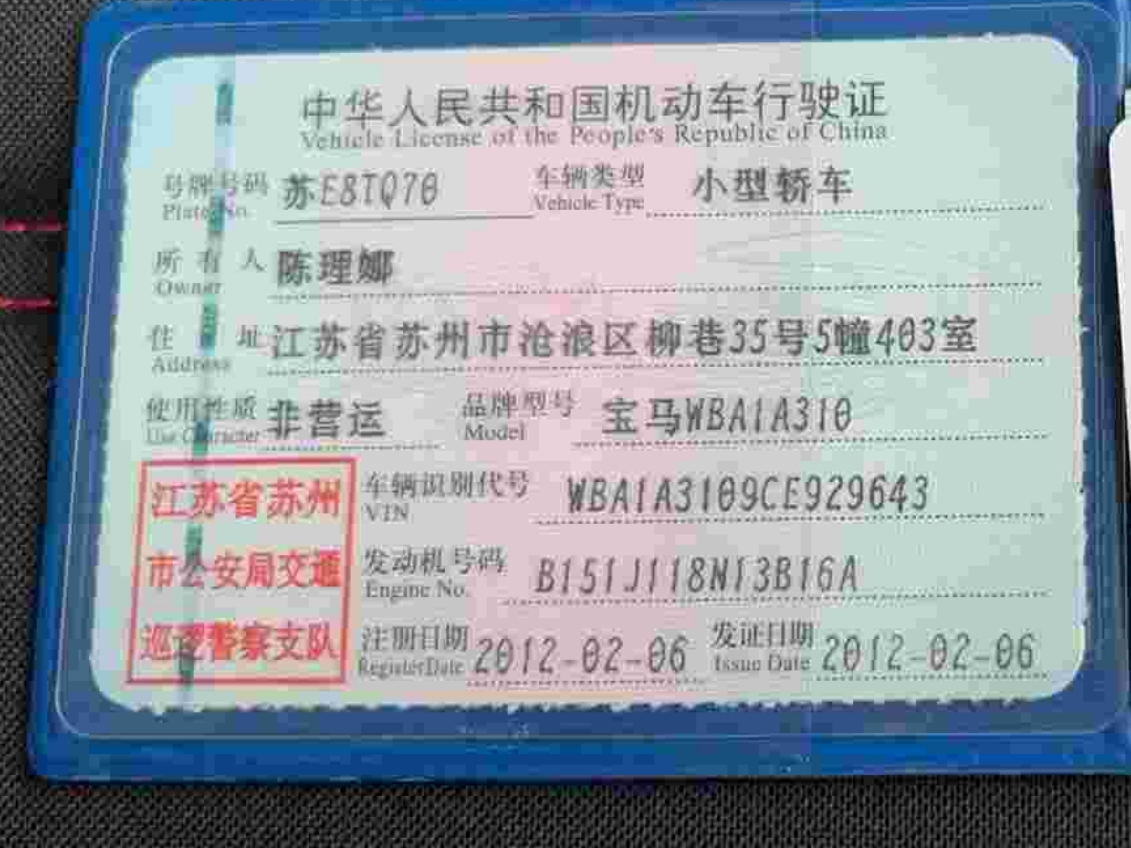 中华人民共和国机动车行驶证
Vehicle License of the People's Republic of China
号牌号码 苏E8TQ70 车辆类型 小型轿车
Plate No. Vehicle Type
所有人 陈理娜
Owner
住址 江苏省苏州市沧浪区柳巷35号5幢403室
Address
使用性质 非营运 品牌型号 宝马WBA1A310
Use Character Model
江苏省苏州 车辆识别代号 WBA1A3109CE929643
VIN
市公安局交通 发动机号码 B151J118N13B16A
Engine No.
巡逻警察支队 注册日期 2012-02-06 发证日期 2012-02-06
Register Date Issue Date